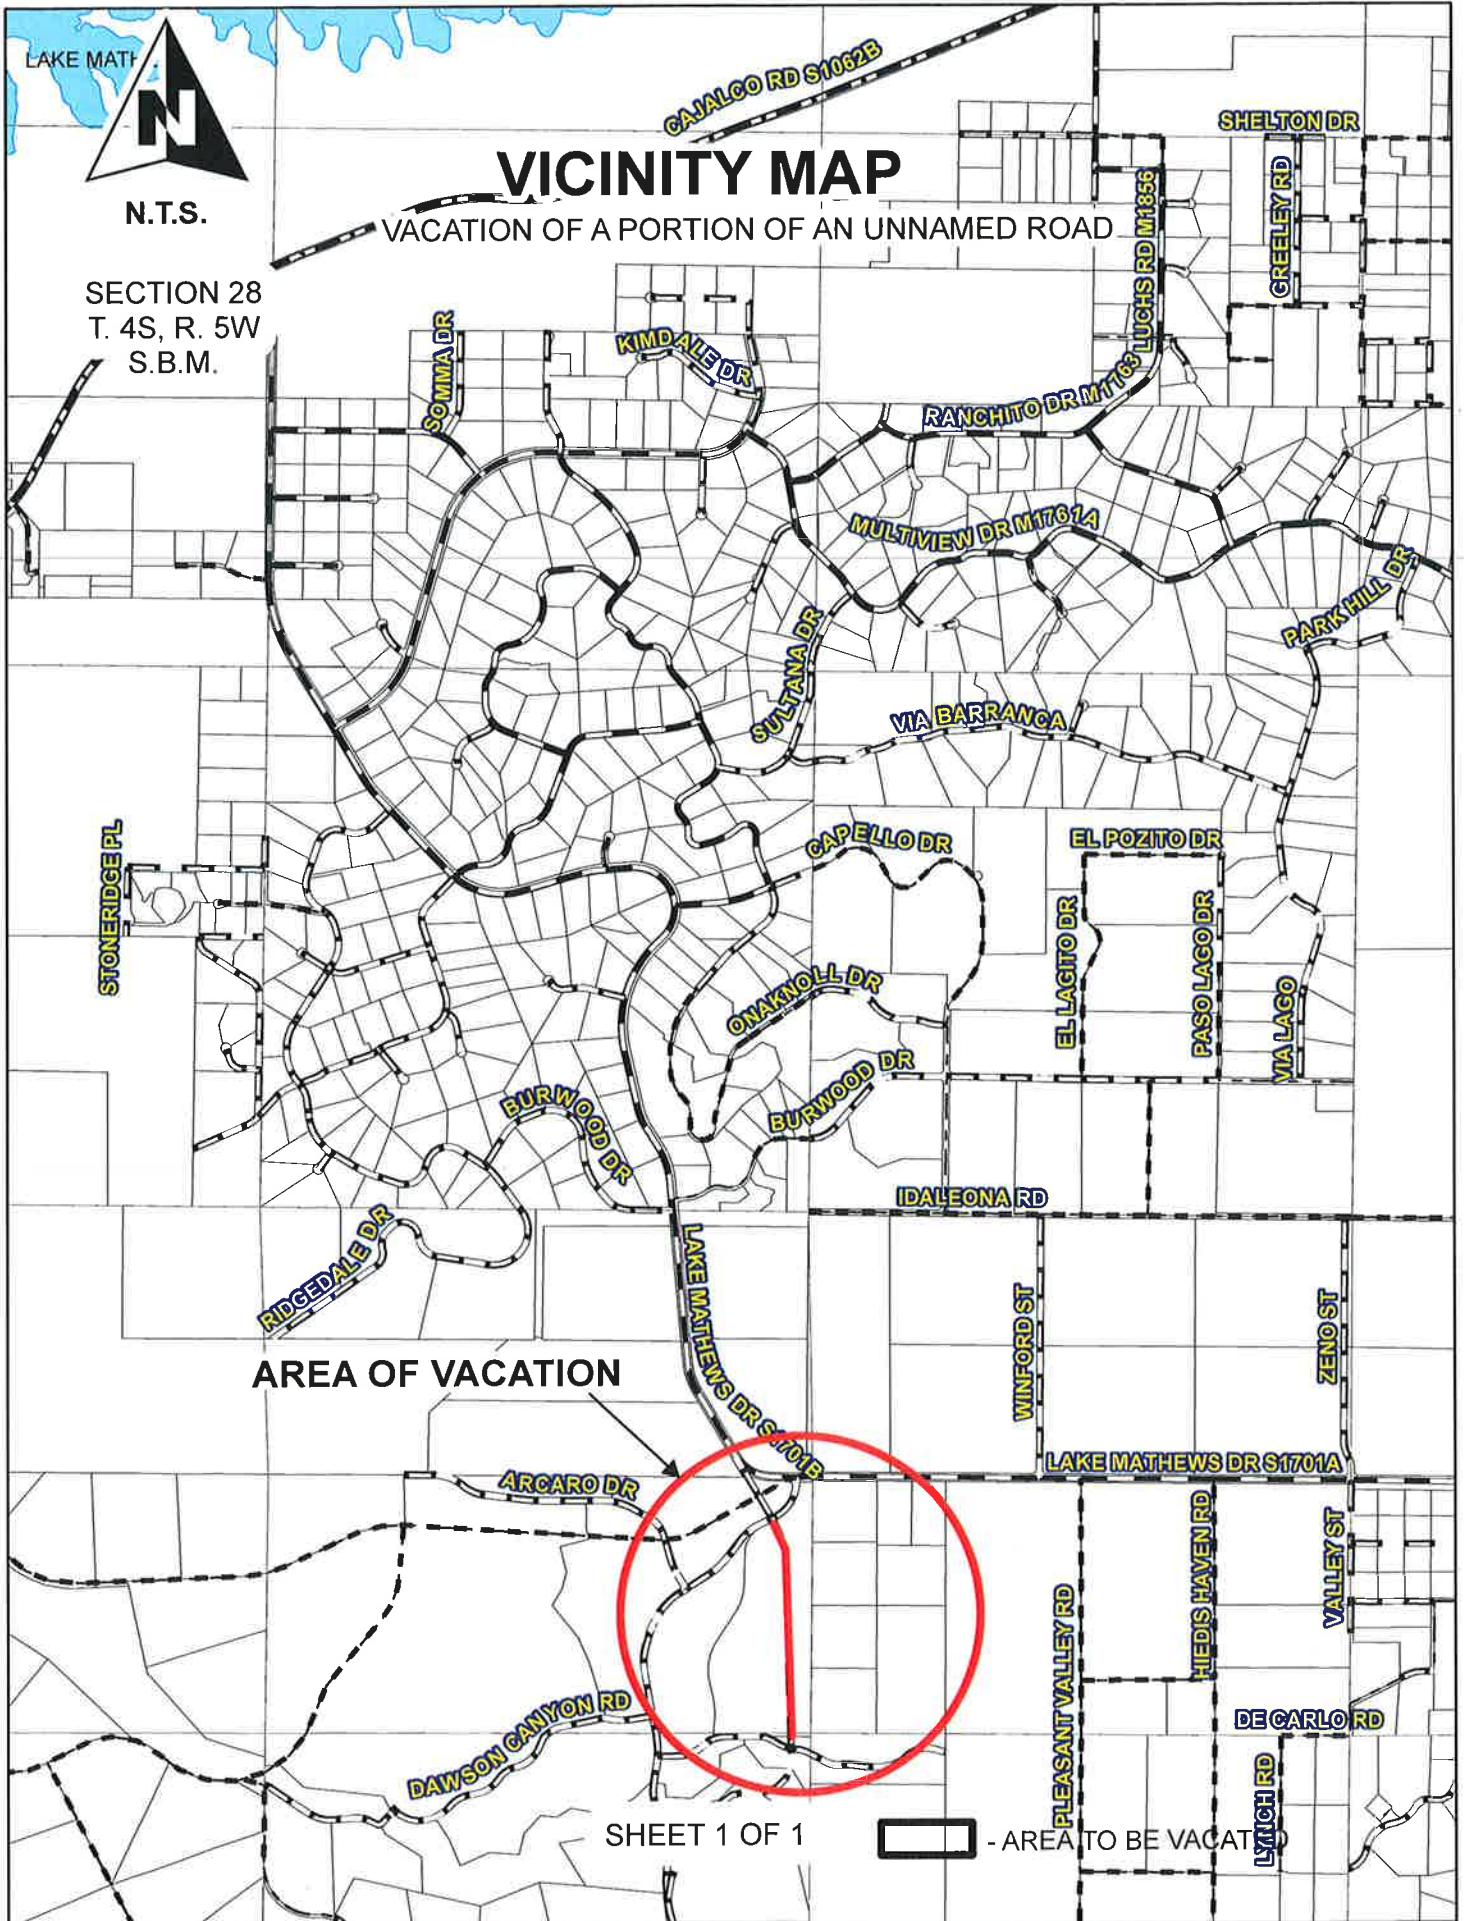 LAKE MATH
N
N.T.S.
CAJALCO RD S1062B
SHELTON DR
VICINITY MAP
VACATION OF A PORTION OF AN UNNAMED ROAD
GREELEY RD
LUCHS RD M1856
SECTION 28
T. 4S, R. 5W
S.B.M.
SOMMA DR
KIMDALE DR
RANCHITO DR M1763
MULTIVIEW DR M1761A
PARK HILL DR
SULTANA DR
VIA BARRANCA
CAPELLO DR
EL POZITO DR
STONERIDGE PL
EL LAGITO DR
PASO LAGO DR
ONAKNOLL DR
VIA LAGO
BURWOOD DR
BURWOOD DR
IDALEONA RD
RIDGEDALE DR
LAKE MATHEWS DR S1701B
WINFORD ST
ZENO ST
AREA OF VACATION
LAKE MATHEWS DR S1701A
ARCARO DR
HIEDIS HAVEN RD
VALLEY ST
PLEASANT VALLEY RD
DAWSON CANYON RD
DE CARLO RD
LYNCH RD
SHEET 1 OF 1
- AREA TO BE VACATED